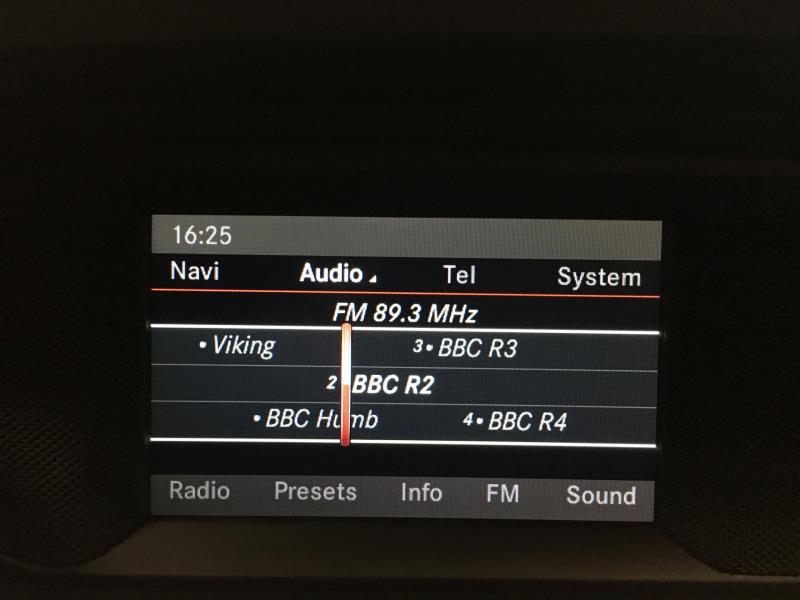 16:25
Navi Audio Tel System
FM 89.3 MHz
• Viking 3• BBC R3
2 BBC R2
• BBC Humb 4• BBC R4
Radio Presets Info FM Sound